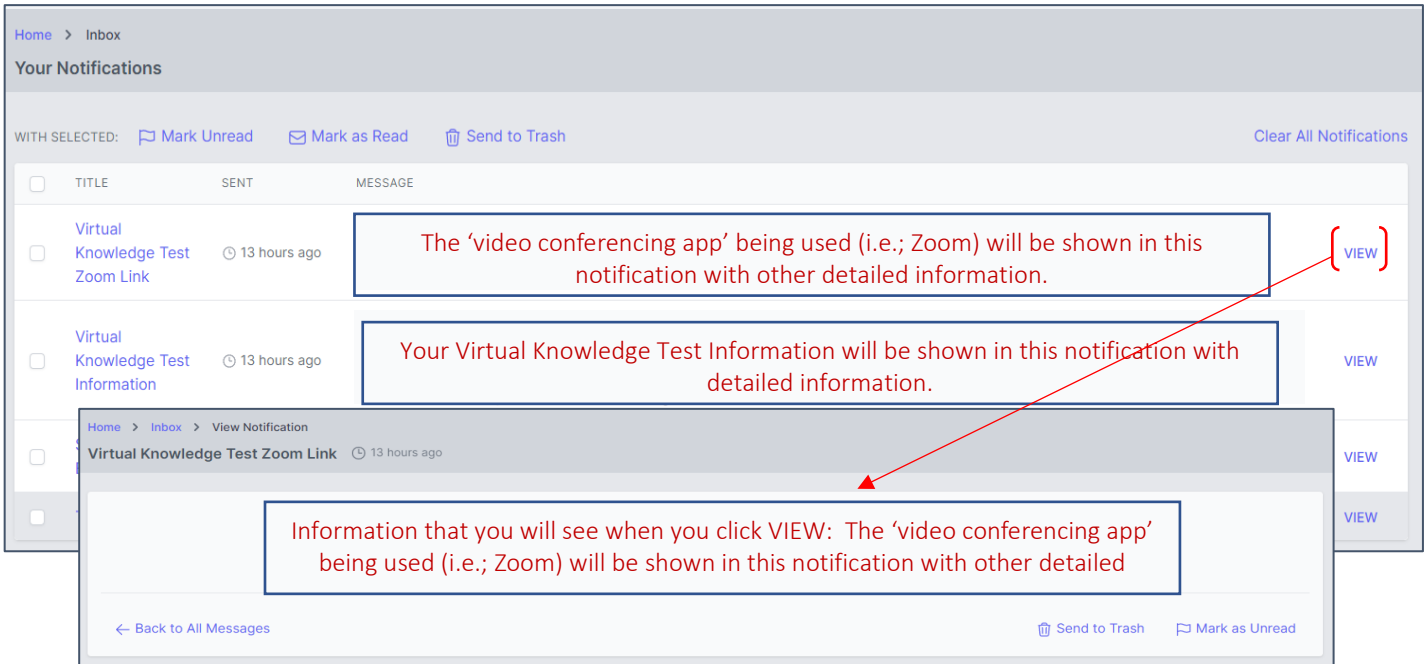 Home > Inbox
Your Notifications
WITH SELECTED: Mark Unread Mark as Read Send to Trash Clear All Notifications
TITLE SENT MESSAGE
Virtual
Knowledge Test
Zoom Link
13 hours ago
The ‘video conferencing app’ being used (i.e.; Zoom) will be shown in this
notification with other detailed information.
VIEW
Virtual
Knowledge Test
Information
13 hours ago
Your Virtual Knowledge Test Information will be shown in this notification with
detailed information.
VIEW
VIEW
VIEW
Home > Inbox > View Notification
Virtual Knowledge Test Zoom Link 13 hours ago
Information that you will see when you click VIEW: The ‘video conferencing app’
being used (i.e.; Zoom) will be shown in this notification with other detailed
← Back to All Messages Send to Trash Mark as Unread